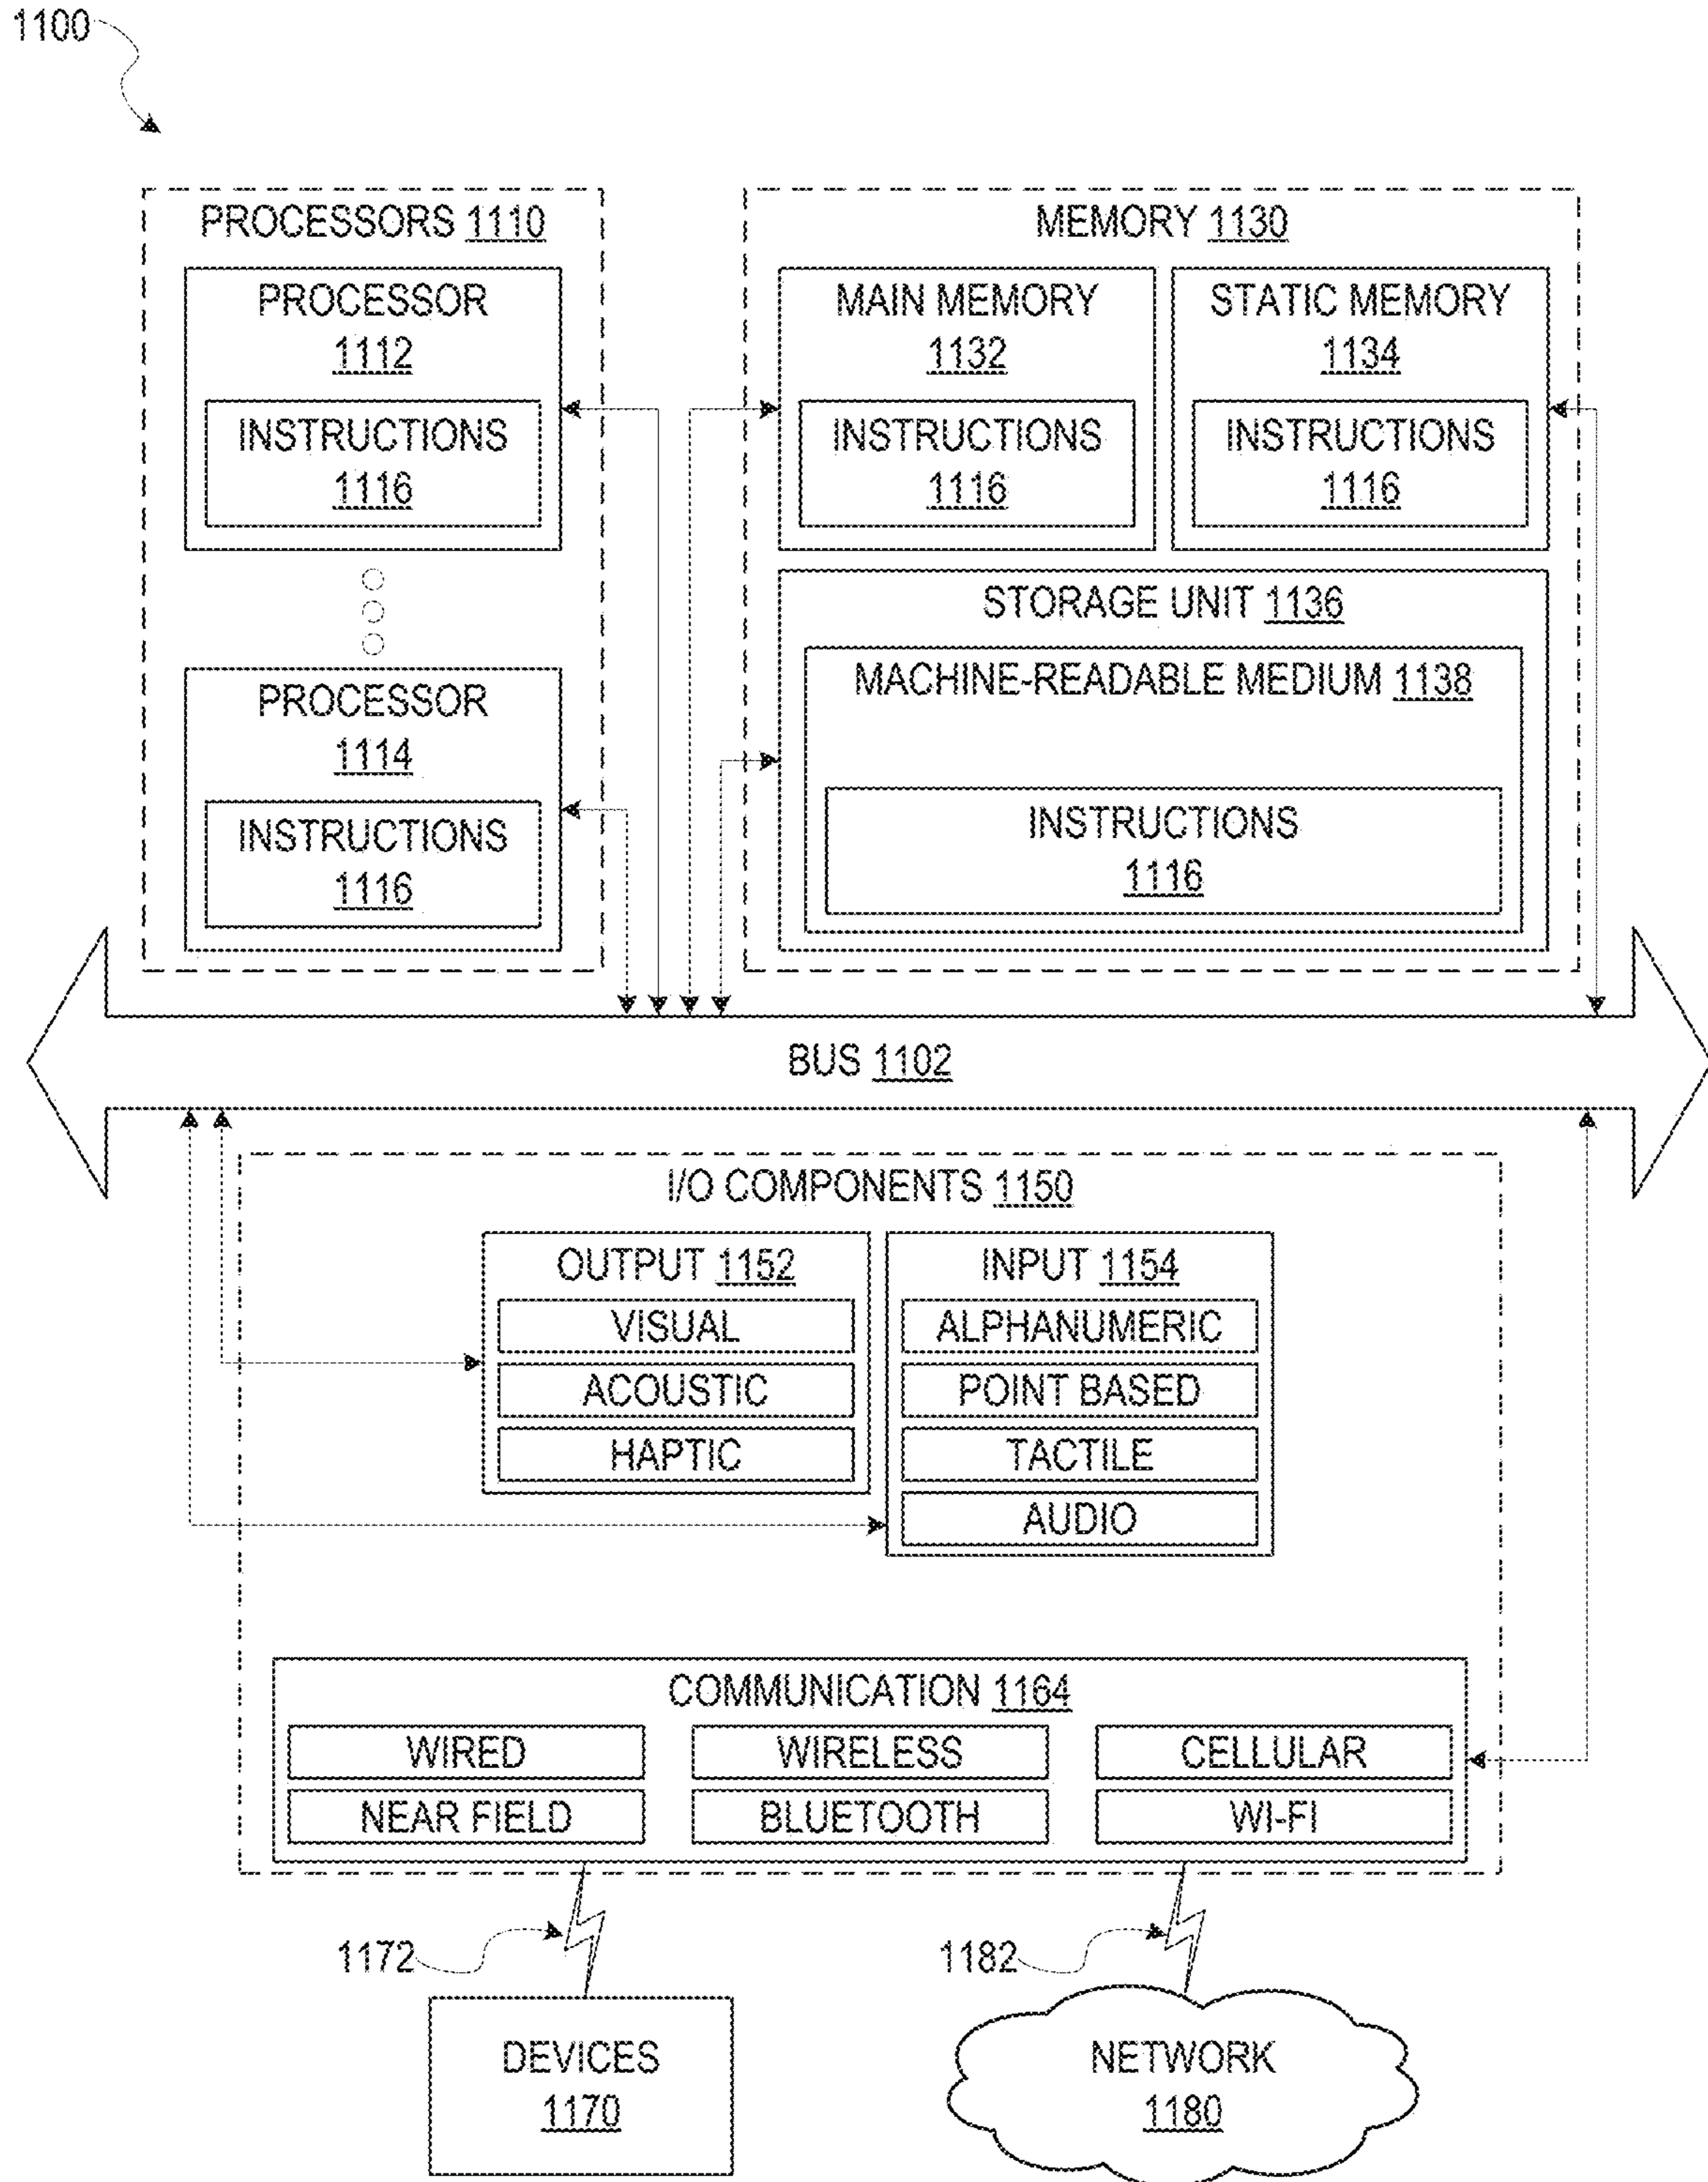 1100
PROCESSORS 1110
PROCESSOR
1112
INSTRUCTIONS
1116
PROCESSOR
1114
INSTRUCTIONS
1116
MEMORY 1130
MAIN MEMORY
1132
INSTRUCTIONS
1116
STATIC MEMORY
1134
INSTRUCTIONS
1116
STORAGE UNIT 1136
MACHINE-READABLE MEDIUM 1138
INSTRUCTIONS
1116
BUS 1102
I/O COMPONENTS 1150
OUTPUT 1152
VISUAL
ACOUSTIC
HAPTIC
INPUT 1154
ALPHANUMERIC
POINT BASED
TACTILE
AUDIO
COMMUNICATION 1164
WIRED
WIRELESS
CELLULAR
NEAR FIELD
BLUETOOTH
WI-FI
1172
1182
DEVICES
1170
NETWORK
1180